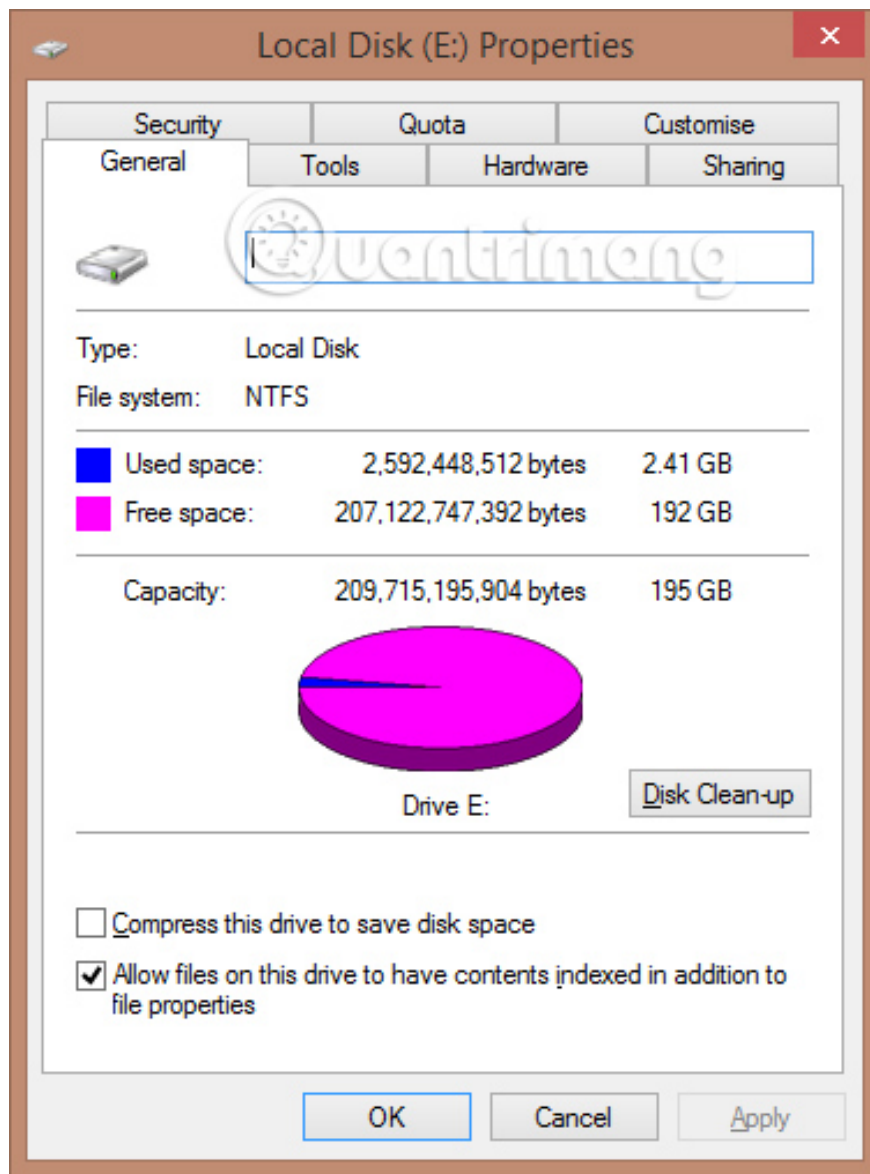 Local Disk (E:) Properties
Security Quota Customise
General Tools Hardware Sharing
Quantrimang
Type: Local Disk
File system: NTFS
Used space: 2,592,448,512 bytes 2.41 GB
Free space: 207,122,747,392 bytes 192 GB
Capacity: 209,715,195,904 bytes 195 GB
Drive E:
Disk Clean-up
Compress this drive to save disk space
Allow files on this drive to have contents indexed in addition to
file properties
OK Cancel Apply